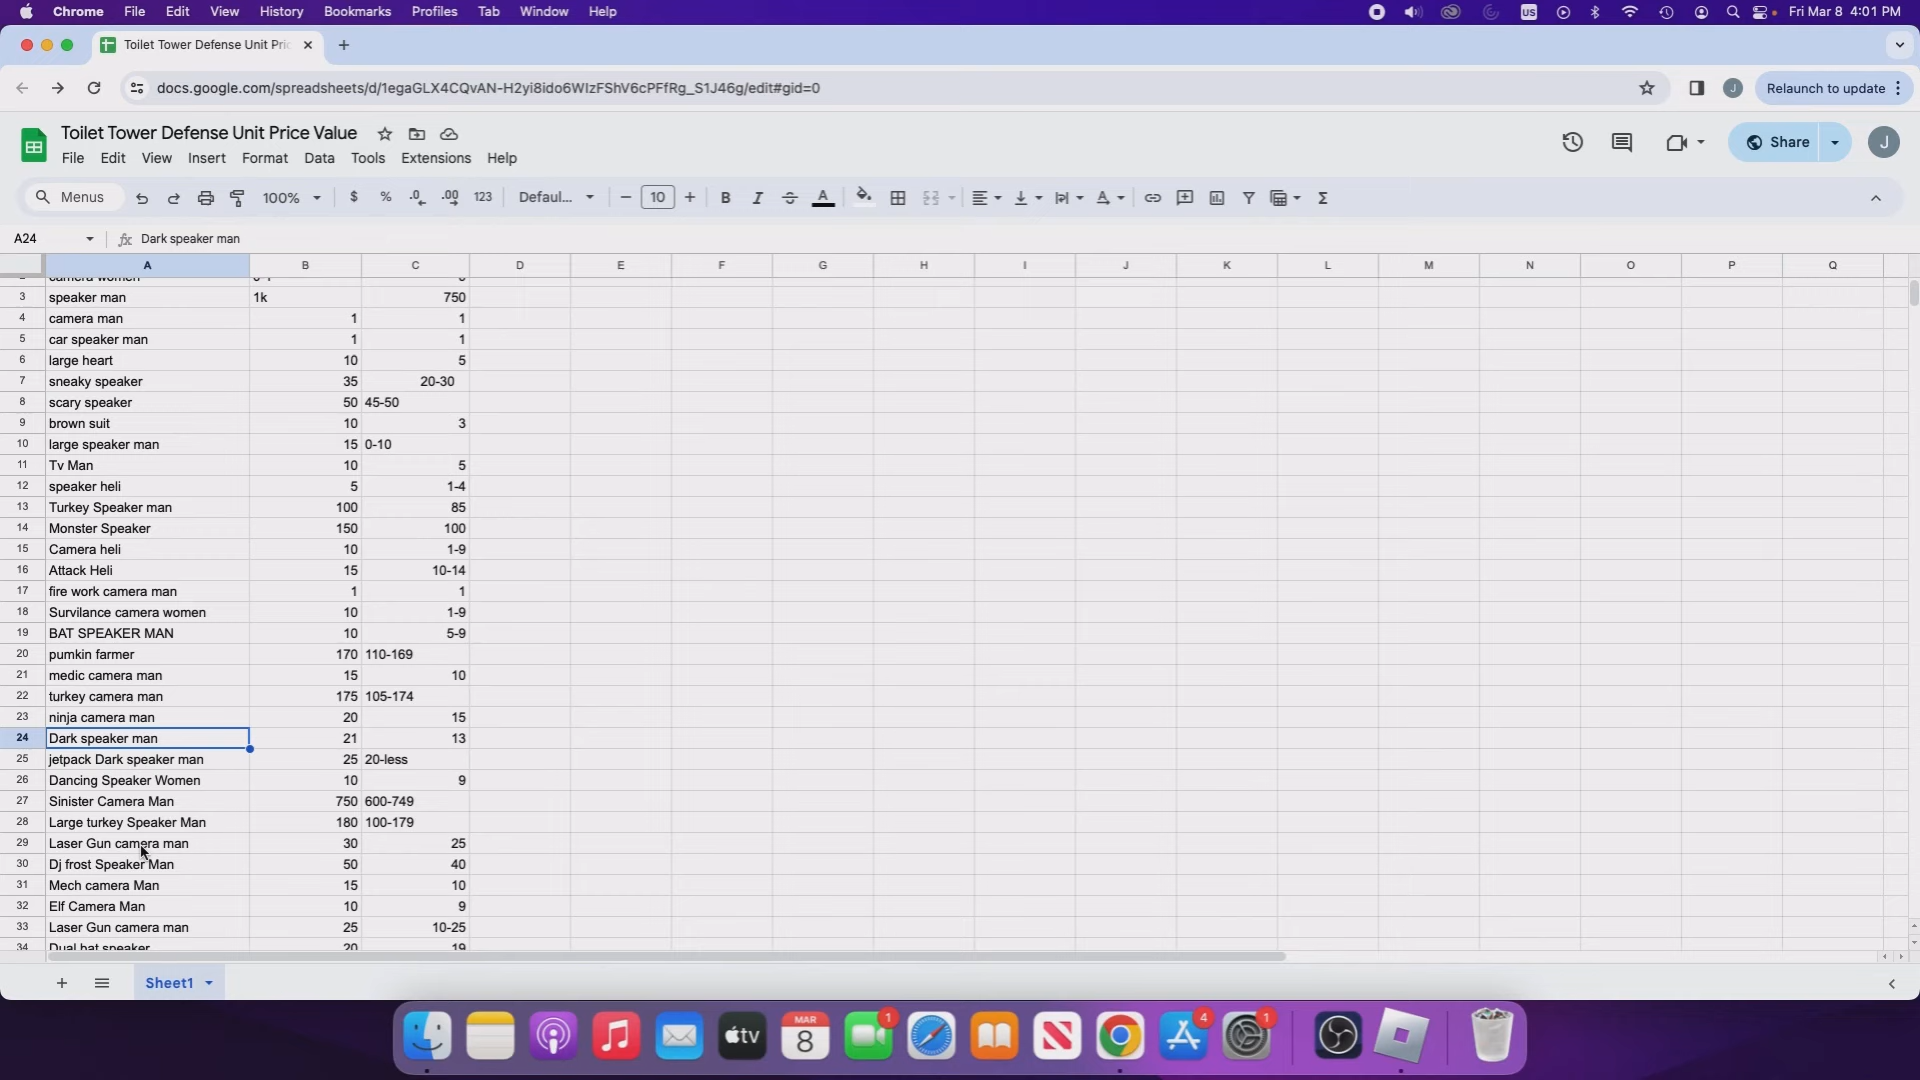 Chrome File Edit View History Bookmarks Profiles Tab Window Help US Fri Mar 8 4:01 PM
Toilet Tower Defense Unit Pric
docs.google.com/spreadsheets/d/1egaGLX4CQvAN-H2yi8ido6WIzFShV6cPFfRg_S1J46g/edit#gid=0 J Relaunch to update
Toilet Tower Defense Unit Price Value
File Edit View Insert Format Data Tools Extensions Help Share J
Menus 100% $ % .0 .00 123 Defaul... − 10 + B I A
A24 fx Dark speaker man
A B C D E F G H I J K L M N O P Q
3 speaker man 1k 750
4 camera man 1 1
5 car speaker man 1 1
6 large heart 10 5
7 sneaky speaker 35 20-30
8 scary speaker 50 45-50
9 brown suit 10 3
10 large speaker man 15 0-10
11 Tv Man 10 5
12 speaker heli 5 1-4
13 Turkey Speaker man 100 85
14 Monster Speaker 150 100
15 Camera heli 10 1-9
16 Attack Heli 15 10-14
17 fire work camera man 1 1
18 Survilance camera women 10 1-9
19 BAT SPEAKER MAN 10 5-9
20 pumkin farmer 170 110-169
21 medic camera man 15 10
22 turkey camera man 175 105-174
23 ninja camera man 20 15
24 Dark speaker man 21 13
25 jetpack Dark speaker man 25 20-less
26 Dancing Speaker Women 10 9
27 Sinister Camera Man 750 600-749
28 Large turkey Speaker Man 180 100-179
29 Laser Gun camera man 30 25
30 Dj frost Speaker Man 50 40
31 Mech camera Man 15 10
32 Elf Camera Man 10 9
33 Laser Gun camera man 25 10-25
34 Dual bat speaker 20 19
Sheet1
tv MAR 8 1 4 1